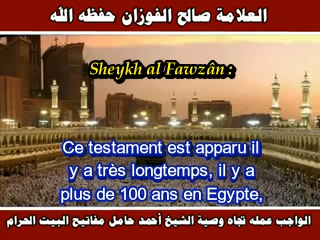 العلامة صالح الفوزان حفظه الله
Sheykh al Fawzân :
Ce testament est apparu il
y a très longtemps, il y a
plus de 100 ans en Egypte,
الواجب عمله تجاه وصية الشيخ أحمد حامل مفاتيح البيت الحرام